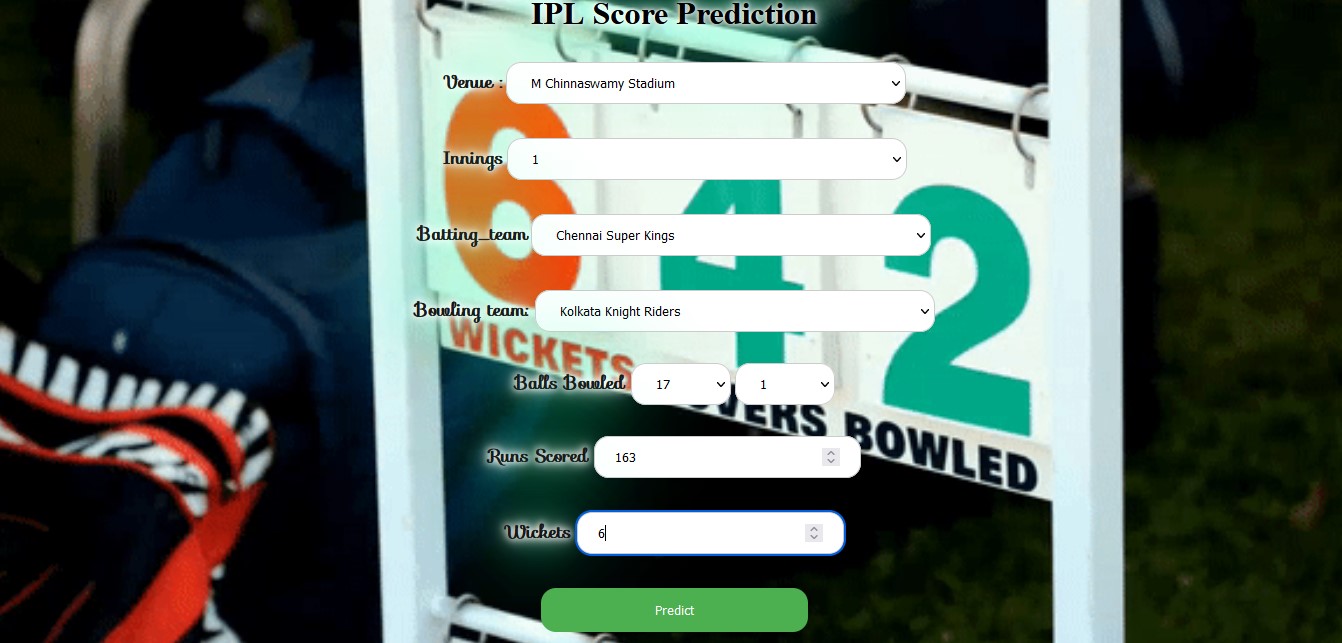 IPL Score Prediction
Venue : M Chinnaswamy Stadium
Innings 1
6 4 2
Batting_team Chennai Super Kings
Bowling team: Kolkata Knight Riders
WICKETS
Balls Bowled 17 1
OVERS BOWLED
Runs Scored 163
Wickets 6
Predict